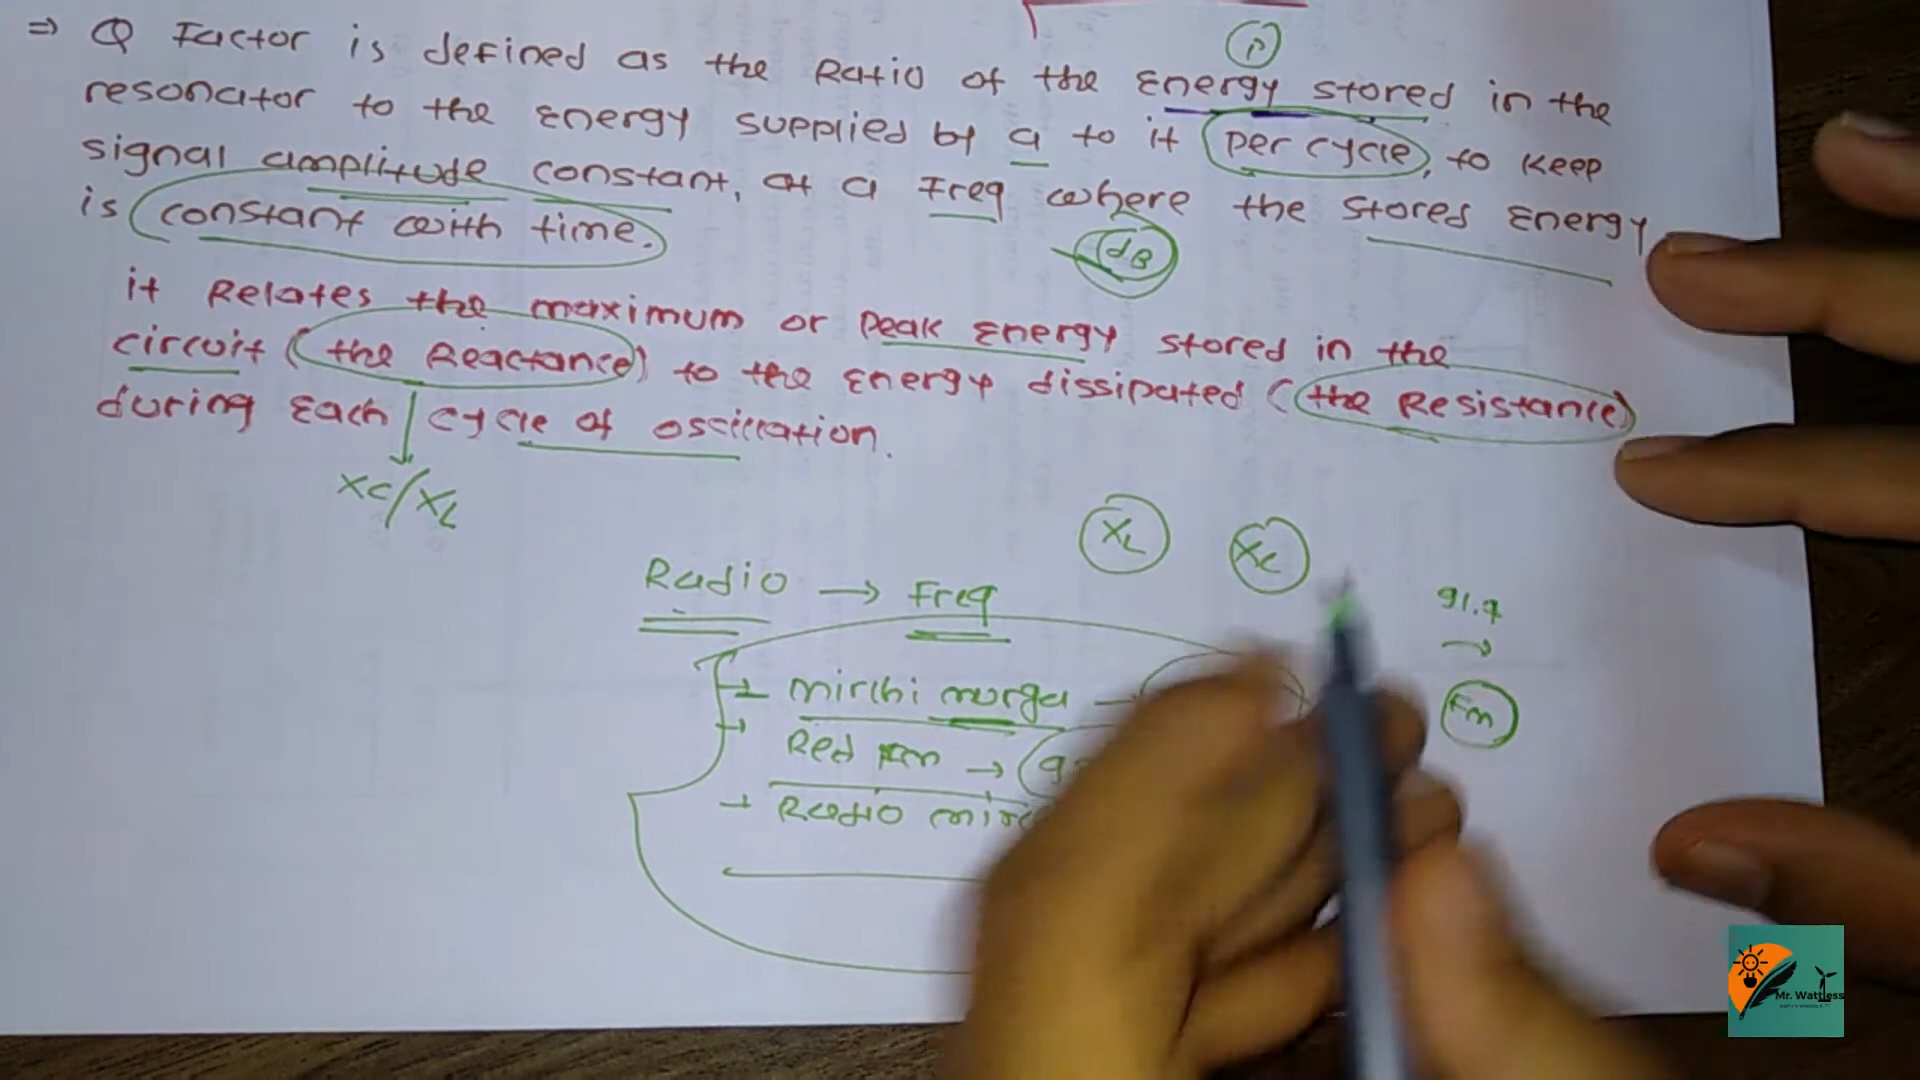 ⇒ Q Factor is defined as the Ratio of the Energy stored in the
resonator to the Energy supplied by a to it per cycle, to keep
signal amplitude constant, at a Freq where the stored Energy
is constant with time.
dB
it Relates the maximum or peak Energy stored in the
circuit (the Reactance) to the Energy dissipated (the Resistance)
during Each cycle of oscillation.
XC/XL
XL XC
Radio → Freq
91.7
→ mirchi murga →
Fm
Red Fm → 9
→ Radio mirc
Mr. Wattless